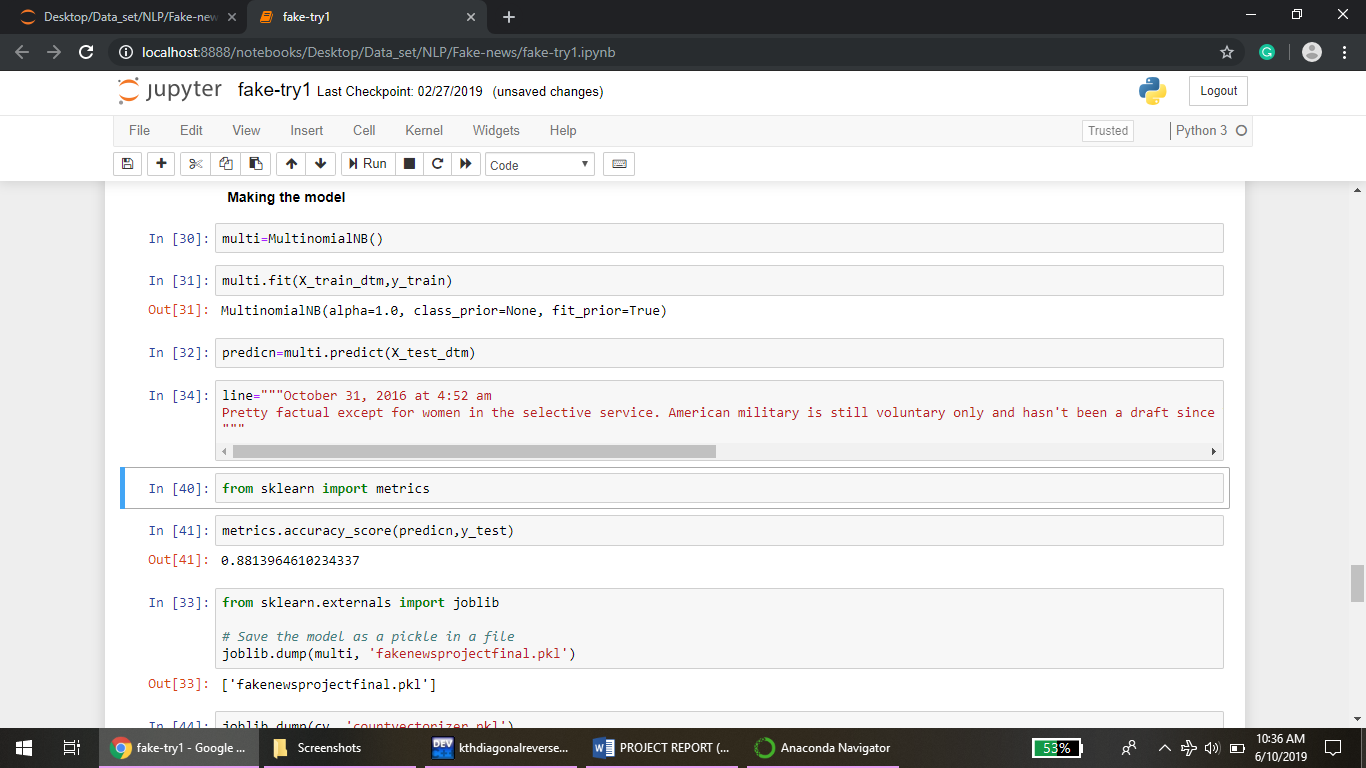 Desktop/Data_set/NLP/Fake-new
fake-try1
localhost:8888/notebooks/Desktop/Data_set/NLP/Fake-news/fake-try1.ipynb
jupyter fake-try1 Last Checkpoint: 02/27/2019 (unsaved changes)
Logout
File Edit View Insert Cell Kernel Widgets Help
Trusted
Python 3
Run
Code
Making the model
In [30]: multi=MultinomialNB()
In [31]: multi.fit(X_train_dtm,y_train)
Out[31]: MultinomialNB(alpha=1.0, class_prior=None, fit_prior=True)
In [32]: predicn=multi.predict(X_test_dtm)
In [34]: line="""October 31, 2016 at 4:52 am
Pretty factual except for women in the selective service. American military is still voluntary only and hasn't been a draft since
"""
In [40]: from sklearn import metrics
In [41]: metrics.accuracy_score(predicn,y_test)
Out[41]: 0.8813964610234337
In [33]: from sklearn.externals import joblib
# Save the model as a pickle in a file
joblib.dump(multi, 'fakenewsprojectfinal.pkl')
Out[33]: ['fakenewsprojectfinal.pkl']
In [44]: joblib.dump(cv, 'countvectorizer.pkl')
fake-try1 - Google ...
Screenshots
DEV
kthdiagonalreverse...
PROJECT REPORT (...
Anaconda Navigator
53%
10:36 AM
6/10/2019